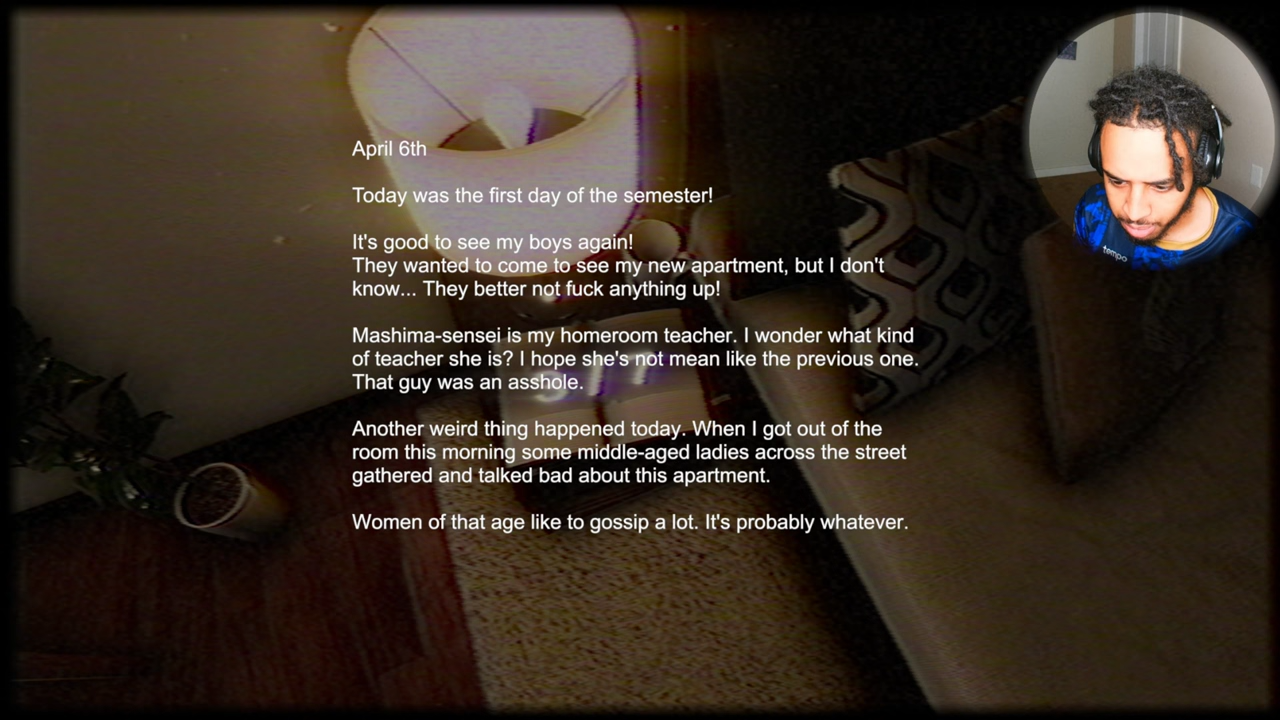 April 6th
Today was the first day of the semester!
It's good to see my boys again!
They wanted to come to see my new apartment, but I don't
know... They better not fuck anything up!
Mashima-sensei is my homeroom teacher. I wonder what kind
of teacher she is? I hope she's not mean like the previous one.
That guy was an asshole.
Another weird thing happened today. When I got out of the
room this morning some middle-aged ladies across the street
gathered and talked bad about this apartment.
Women of that age like to gossip a lot. It's probably whatever.
tempo